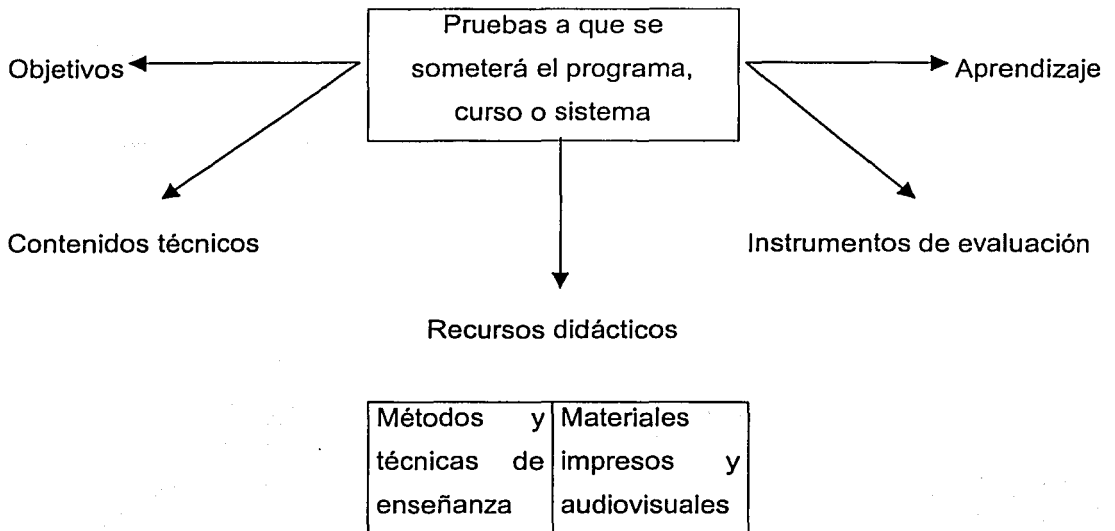 Pruebas a que se
someterá el programa,
curso o sistema
Objetivos
Aprendizaje
Contenidos técnicos
Instrumentos de evaluación
Recursos didácticos
Métodos y
técnicas de
enseñanza
Materiales
impresos y
audiovisuales